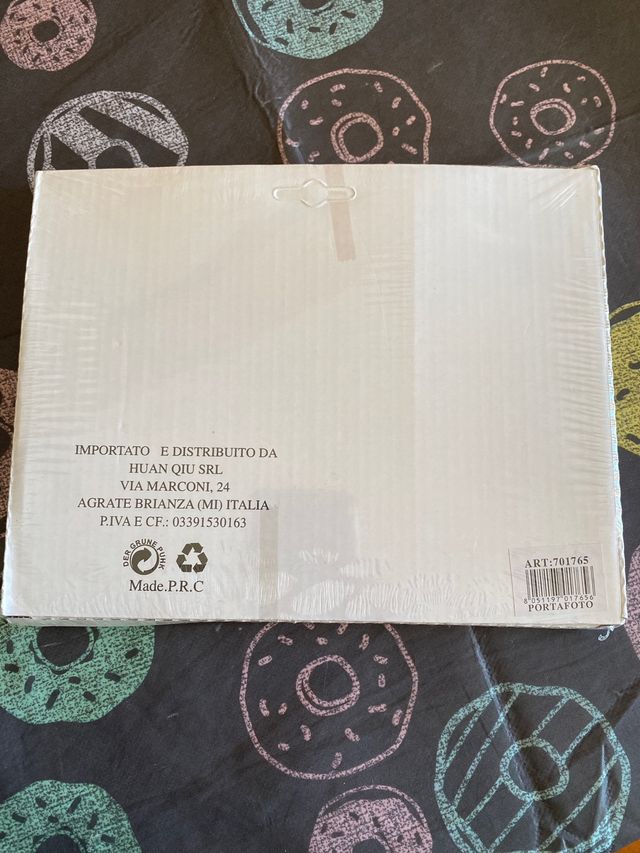 IMPORTATO E DISTRIBUITO DA
HUAN QIU SRL
VIA MARCONI, 24
AGRATE BRIANZA (MI) ITALIA
P.IVA E CF.: 03391530163
DER GRUNE PUHK
Made.P.R.C
ART:701765
8 051197 017656
PORTAFOTO